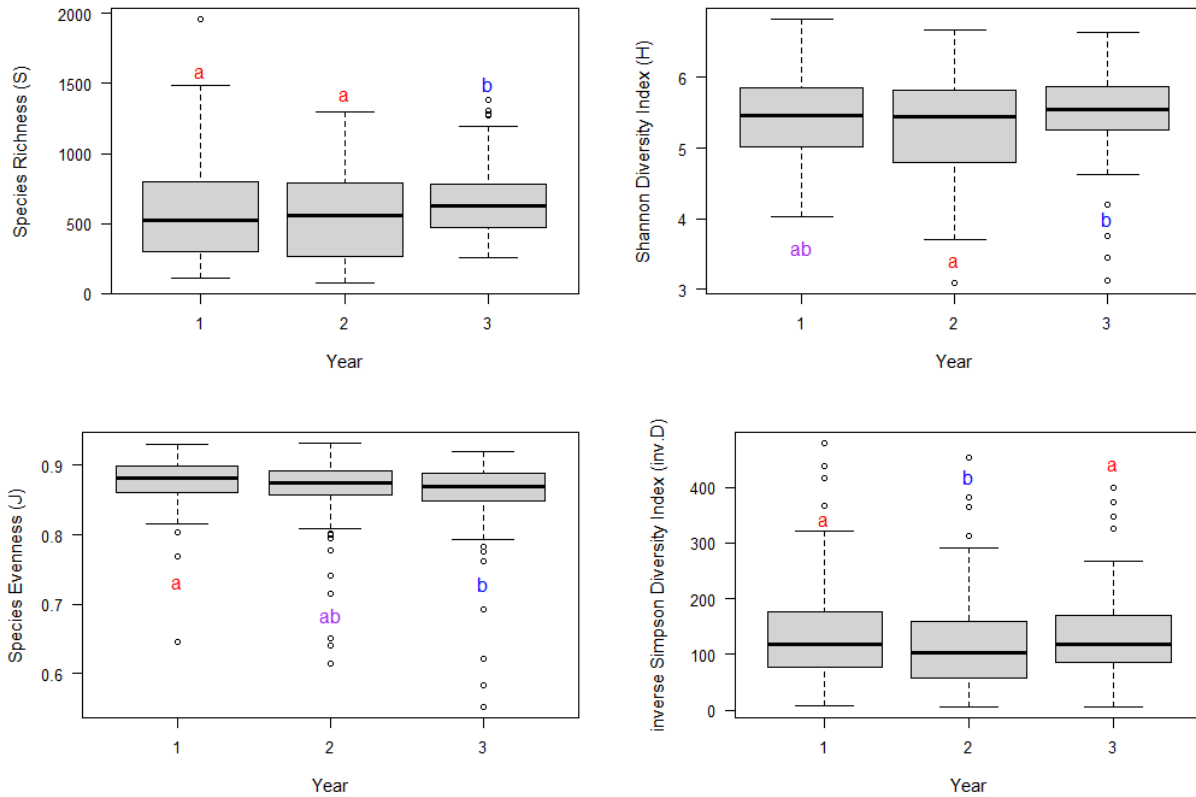 Species Richness (S)
2000
1500
1000
500
0
a
a
b
1
2
3
Year
Shannon Diversity Index (H)
6
5
4
3
ab
a
b
1
2
3
Year
Species Evenness (J)
0.9
0.8
0.7
0.6
a
ab
b
1
2
3
Year
inverse Simpson Diversity Index (inv.D)
400
300
200
100
0
a
b
a
1
2
3
Year